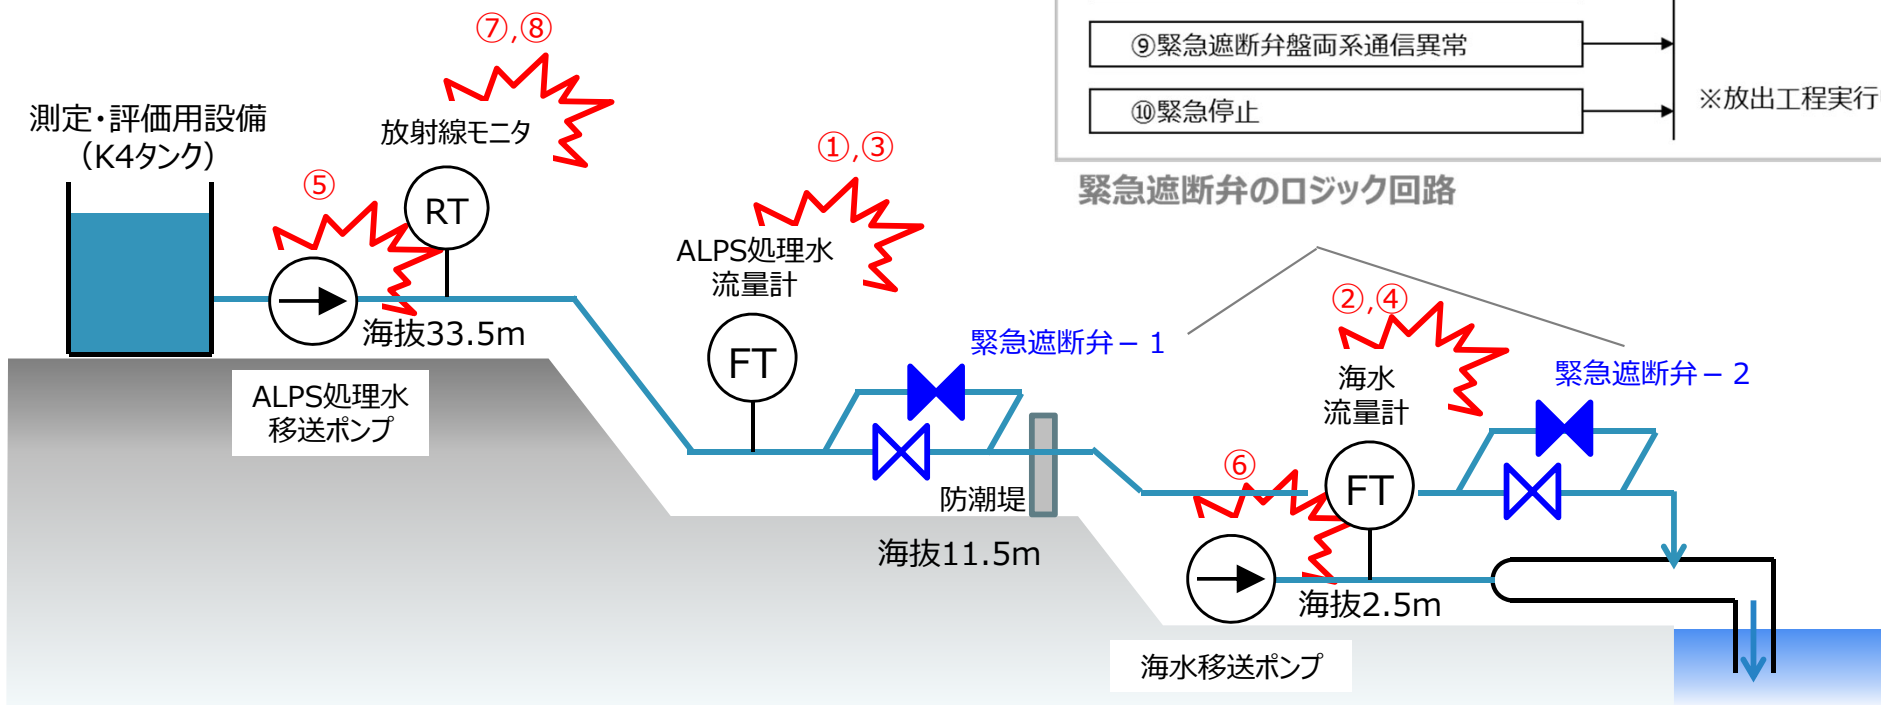 ⑨緊急遮断弁盤両系通信異常
⑩緊急停止
※放出工程実行
緊急遮断弁のロジック回路
⑦,⑧
測定・評価用設備
（K4タンク）
放射線モニタ
⑤
RT
①,③
ALPS処理水
流量計
FT
海抜33.5m
ALPS処理水
移送ポンプ
緊急遮断弁－1
②,④
海水
流量計
緊急遮断弁－2
⑥
FT
防潮堤
海抜11.5m
海抜2.5m
海水移送ポンプ